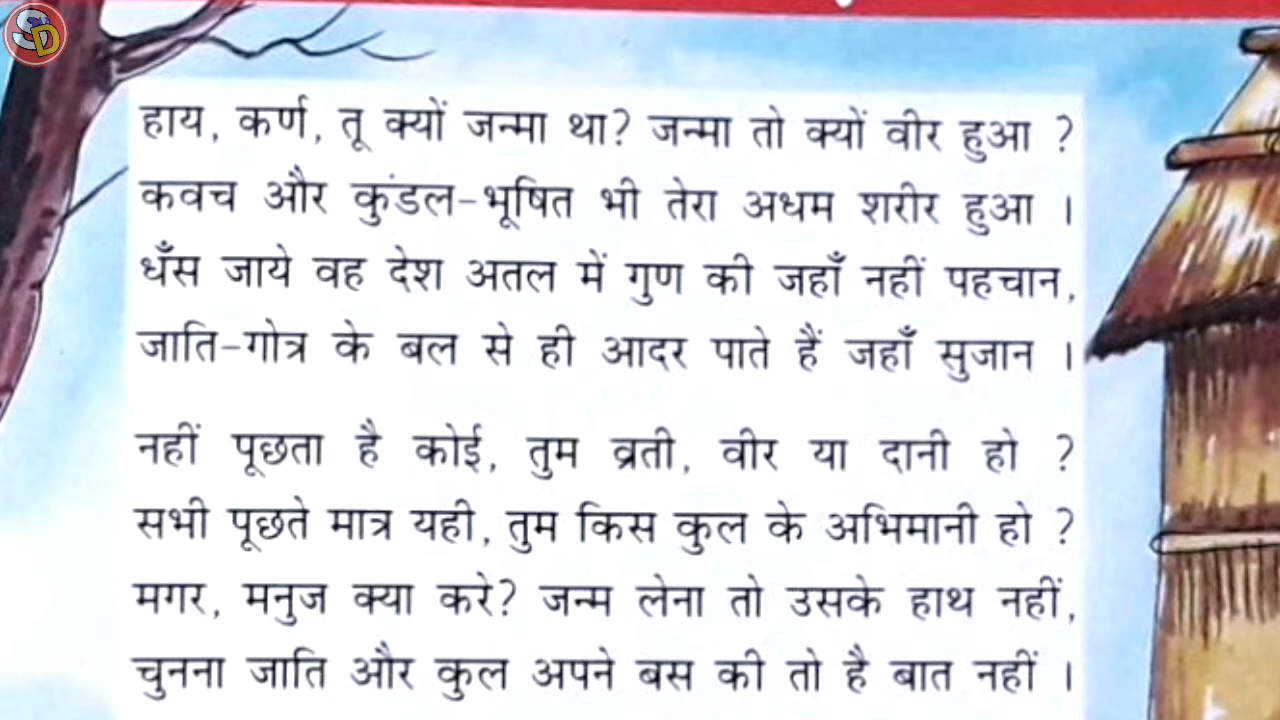 SD
हाय, कर्ण, तू क्यों जन्मा था? जन्मा तो क्यों वीर हुआ ?
कवच और कुंडल-भूषित भी तेरा अधम शरीर हुआ ।
धँस जाये वह देश अतल में गुण की जहाँ नहीं पहचान,
जाति-गोत्र के बल से ही आदर पाते हैं जहाँ सुजान ।
नहीं पूछता है कोई, तुम व्रती, वीर या दानी हो ?
सभी पूछते मात्र यही, तुम किस कुल के अभिमानी हो ?
मगर, मनुज क्या करे? जन्म लेना तो उसके हाथ नहीं,
चुनना जाति और कुल अपने बस की तो है बात नहीं ।